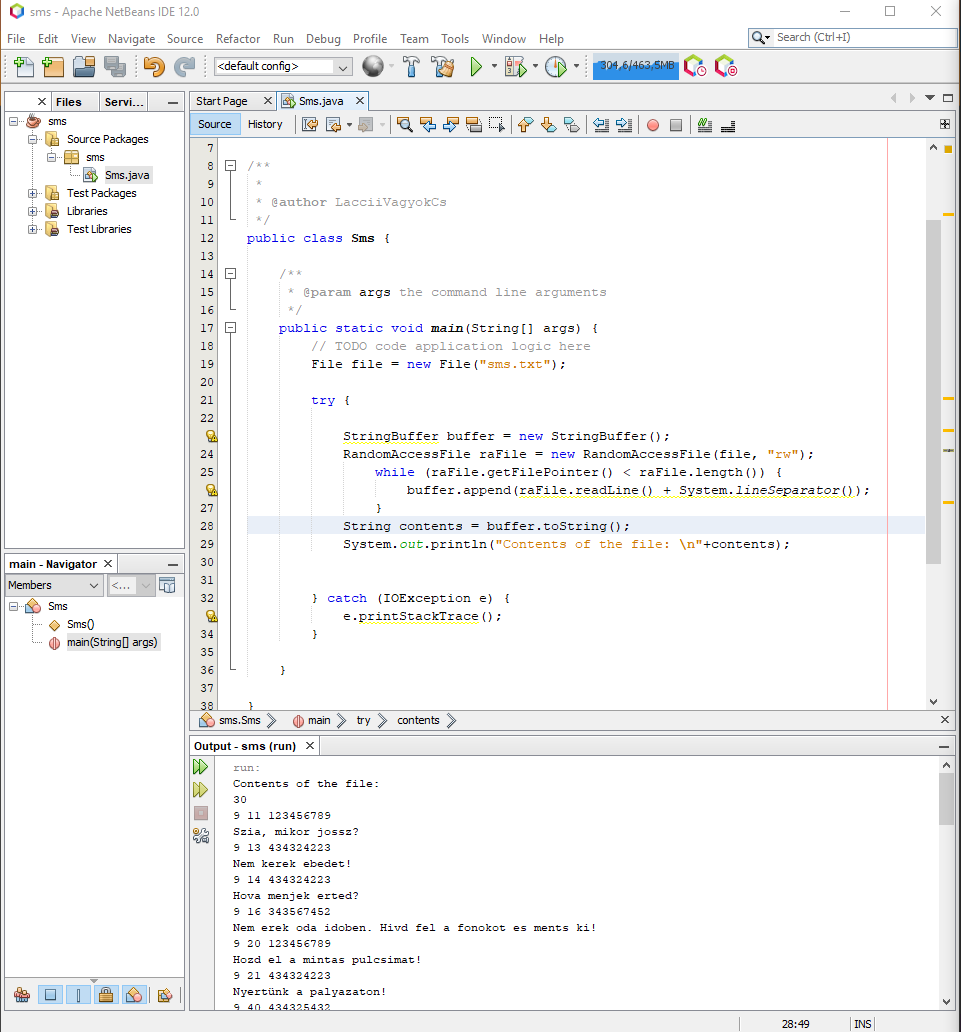 sms - Apache NetBeans IDE 12.0
File Edit View Navigate Source Refactor Run Debug Profile Team Tools Window Help
Search (Ctrl+I)
<default config>
304,6/463,5MB
Files Servi...
sms
Source Packages
sms
Sms.java
Test Packages
Libraries
Test Libraries
main - Navigator
Members <...
Sms
Sms()
main(String[] args)
Start Page Sms.java
Source History
7
8 /**
9 *
10 * @author LacciiVagyokCs
11 */
12 public class Sms {
13
14 /**
15 * @param args the command line arguments
16 */
17 public static void main(String[] args) {
18 // TODO code application logic here
19 File file = new File("sms.txt");
20
21 try {
22
StringBuffer buffer = new StringBuffer();
24 RandomAccessFile raFile = new RandomAccessFile(file, "rw");
25 while (raFile.getFilePointer() < raFile.length()) {
buffer.append(raFile.readLine() + System.lineSeparator());
27 }
28 String contents = buffer.toString();
29 System.out.println("Contents of the file: \n"+contents);
30
31
32 } catch (IOException e) {
e.printStackTrace();
34 }
35
36 }
37
38 }
sms.Sms main try contents
Output - sms (run)
run:
Contents of the file:
30
9 11 123456789
Szia, mikor jossz?
9 13 434324223
Nem kerek ebedet!
9 14 434324223
Hova menjek erted?
9 16 343567452
Nem erek oda idoben. Hivd fel a fonokot es ments ki!
9 20 123456789
Hozd el a mintas pulcsimat!
9 21 434324223
Nyertünk a palyazaton!
9 40 434325432
28:49 INS